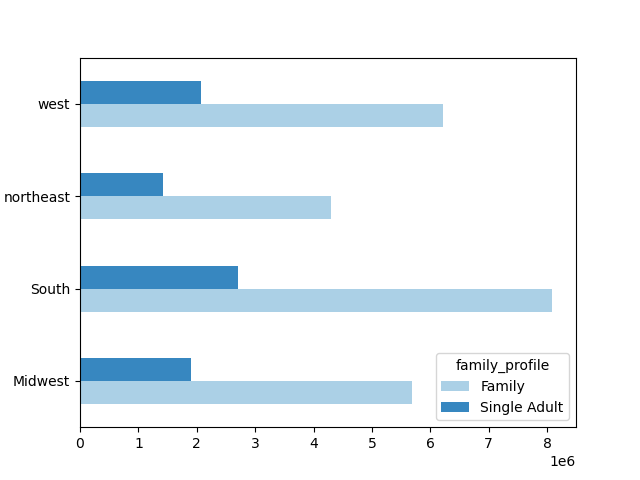 west
northeast
South
Midwest
family_profile
Family
Single Adult
0 1 2 3 4 5 6 7 8
1e6